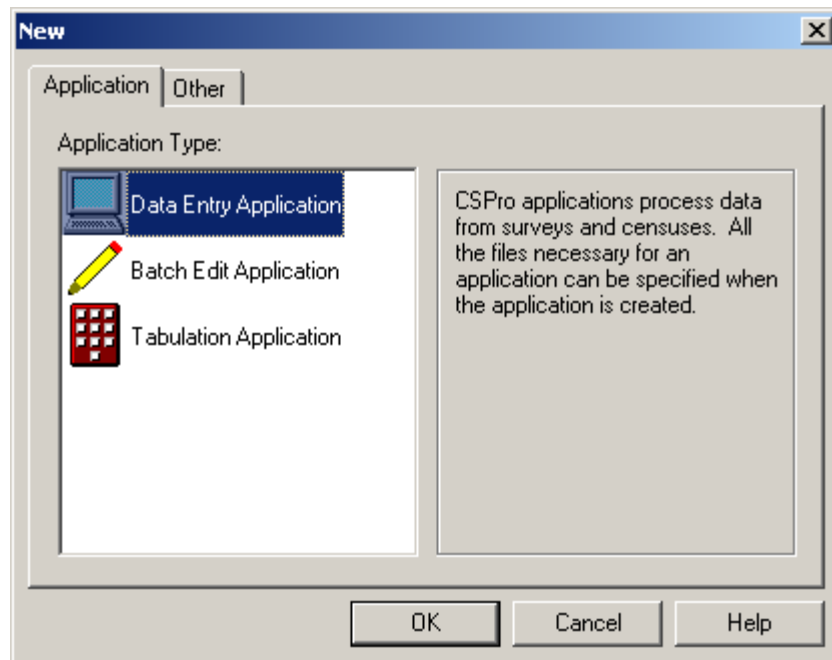 New
Application
Other
Application Type:
Data Entry Application
Batch Edit Application
Tabulation Application
CSPro applications process data
from surveys and censuses.  All
the files necessary for an
application can be specified when
the application is created.
OK
Cancel
Help